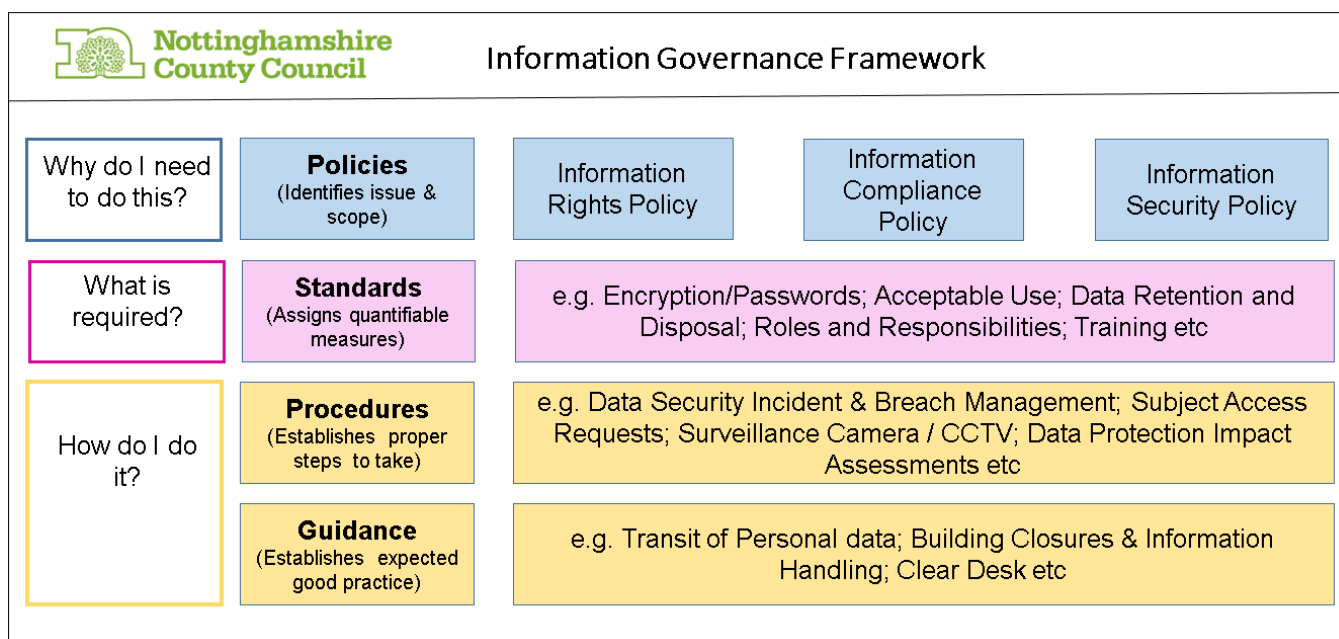 Nottinghamshire
County Council
Information Governance Framework
Why do I need
to do this?
Policies
(Identifies issue &
scope)
Information
Rights Policy
Information
Compliance
Policy
Information
Security Policy
What is
required?
Standards
(Assigns quantifiable
measures)
e.g. Encryption/Passwords; Acceptable Use; Data Retention and
Disposal; Roles and Responsibilities; Training etc
How do I do
it?
Procedures
(Establishes proper
steps to take)
e.g. Data Security Incident & Breach Management; Subject Access
Requests; Surveillance Camera / CCTV; Data Protection Impact
Assessments etc
Guidance
(Establishes expected
good practice)
e.g. Transit of Personal data; Building Closures & Information
Handling; Clear Desk etc